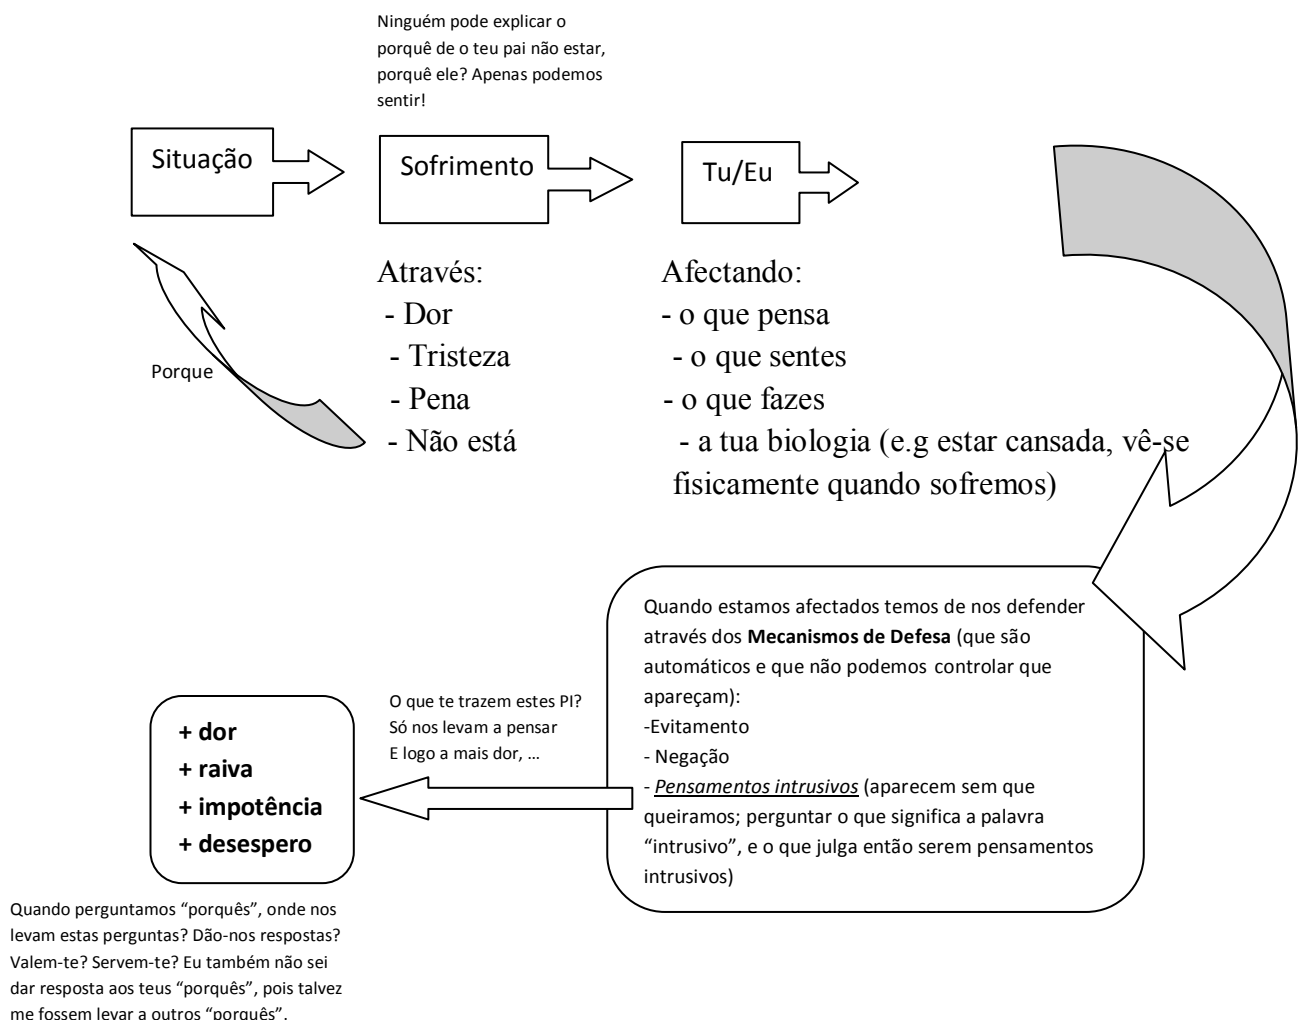 Ninguém pode explicar o
porquê de o teu pai não estar,
porquê ele? Apenas podemos
sentir!
Situação
Sofrimento
Tu/Eu
Através:
- Dor
- Tristeza
- Pena
- Não está
Afectando:
- o que pensa
- o que sentes
- o que fazes
- a tua biologia (e.g estar cansada, vê-se
fisicamente quando sofremos)
Porque
Quando estamos afectados temos de nos defender
através dos Mecanismos de Defesa (que são
automáticos e que não podemos controlar que
apareçam):
-Evitamento
- Negação
- Pensamentos intrusivos (aparecem sem que
queiramos; perguntar o que significa a palavra
“intrusivo”, e o que julga então serem pensamentos
intrusivos)
O que te trazem estes PI?
Só nos levam a pensar
E logo a mais dor, …
+ dor
+ raiva
+ impotência
+ desespero
Quando perguntamos “porquês”, onde nos
levam estas perguntas? Dão-nos respostas?
Valem-te? Servem-te? Eu também não sei
dar resposta aos teus “porquês”, pois talvez
me fossem levar a outros “porquês”.